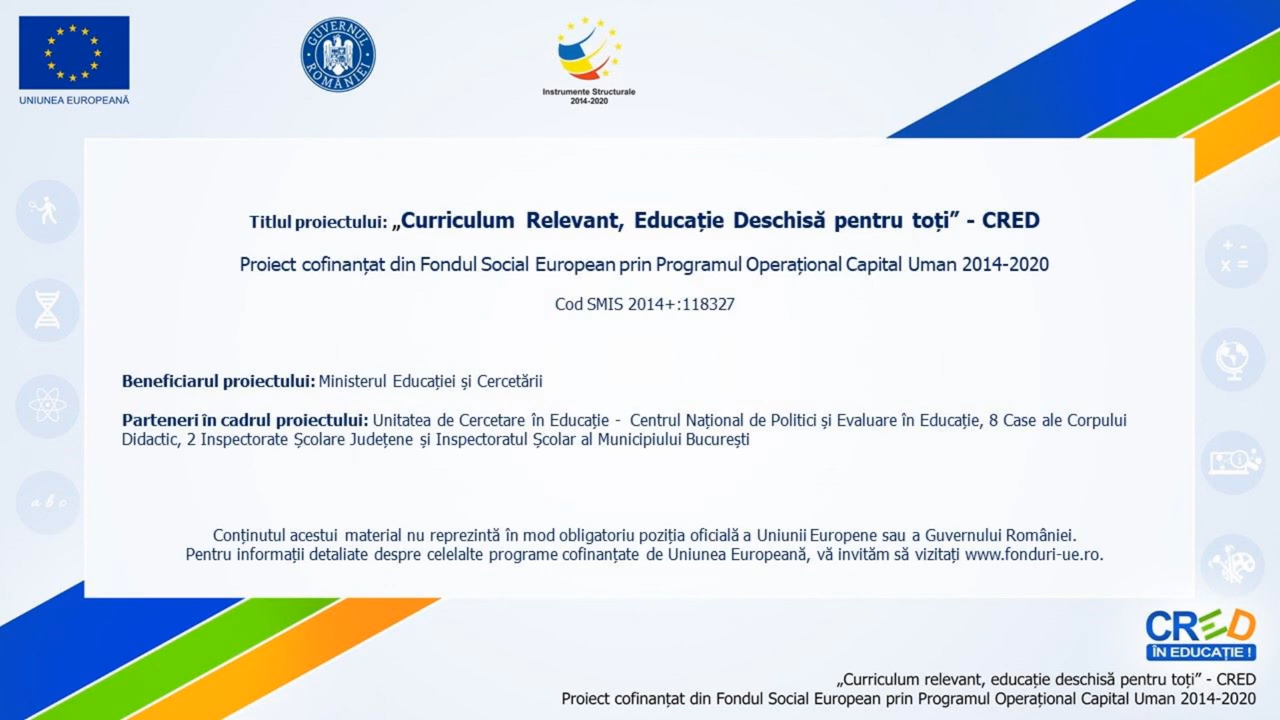 UNIUNEA EUROPEANĂ
GUVERNUL ROMÂNIEI
Instrumente Structurale
2014-2020
Titlul proiectului: „Curriculum Relevant, Educație Deschisă pentru toți” - CRED
Proiect cofinanțat din Fondul Social European prin Programul Operațional Capital Uman 2014-2020
Cod SMIS 2014+:118327
Beneficiarul proiectului: Ministerul Educației și Cercetării
Parteneri în cadrul proiectului: Unitatea de Cercetare în Educație - Centrul Național de Politici și Evaluare în Educație, 8 Case ale Corpului
Didactic, 2 Inspectorate Școlare Județene și Inspectoratul Școlar al Municipiului București
Conținutul acestui material nu reprezintă în mod obligatoriu poziția oficială a Uniunii Europene sau a Guvernului României.
Pentru informații detaliate despre celelalte programe cofinanțate de Uniunea Europeană, vă invităm să vizitați www.fonduri-ue.ro.
+ -
x =
a b c
CRED
ÎN EDUCAȚIE !
„Curriculum relevant, educație deschisă pentru toți” - CRED
Proiect cofinanțat din Fondul Social European prin Programul Operațional Capital Uman 2014-2020